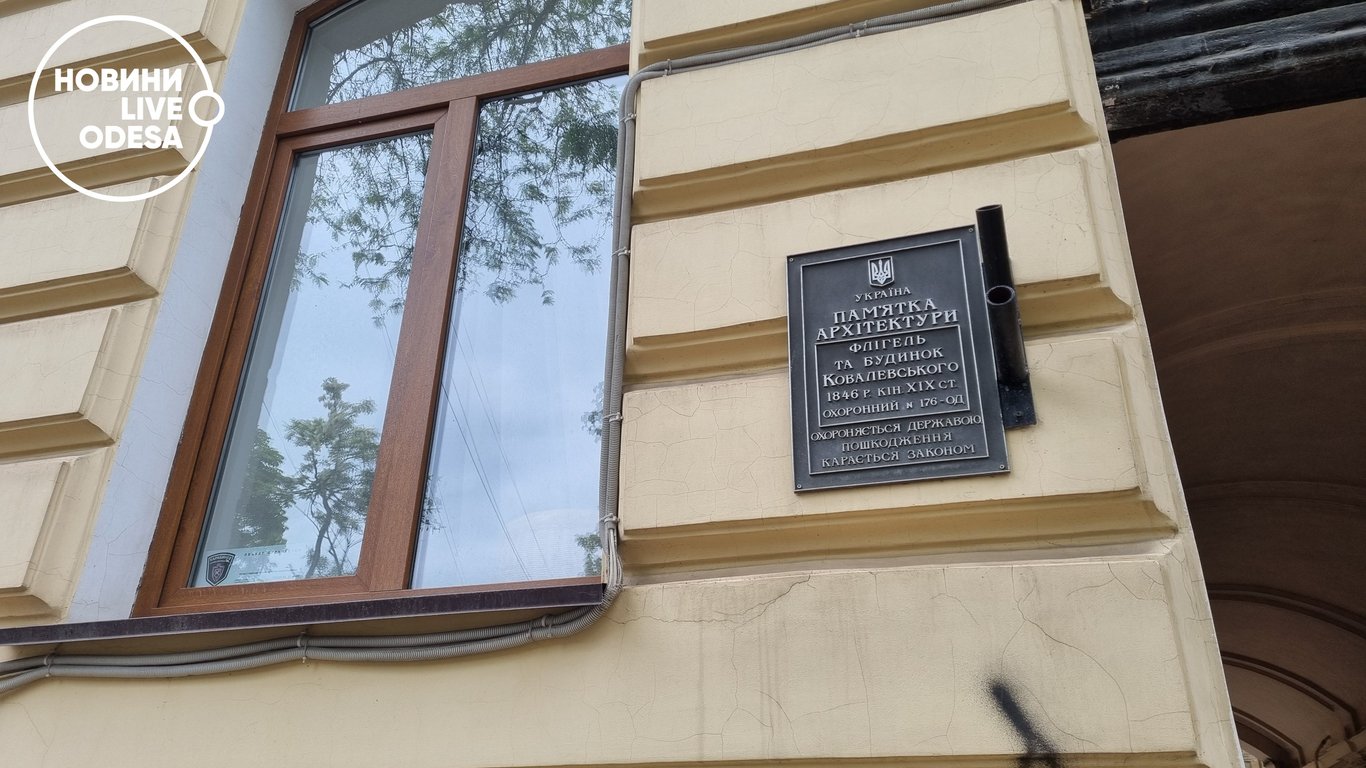 НОВИНИ
LIVE
ODESA
УКРАЇНА
ПАМ'ЯТКА
АРХІТЕКТУРИ
ФЛІГЕЛЬ
ТА БУДИНОК
КОВАЛЕВСЬКОГО
1846 Р. КІН. XIX СТ.
ОХОРОННИЙ № 176-ОД
ОХОРОНЯЄТЬСЯ ДЕРЖАВОЮ
ПОШКОДЖЕННЯ
КАРАЄТЬСЯ ЗАКОНОМ